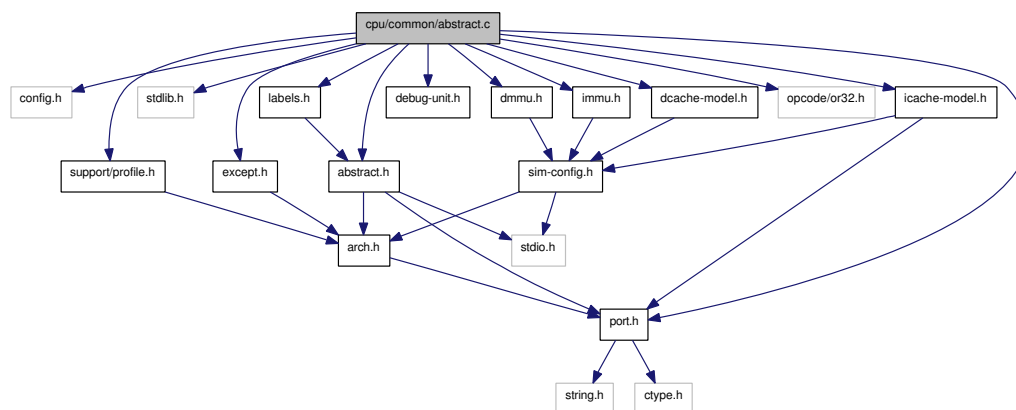 cpu/common/abstract.c
config.h
stdlib.h
labels.h
debug-unit.h
dmmu.h
immu.h
dcache-model.h
opcode/or32.h
icache-model.h
support/profile.h
except.h
abstract.h
sim-config.h
arch.h
stdio.h
port.h
string.h
ctype.h